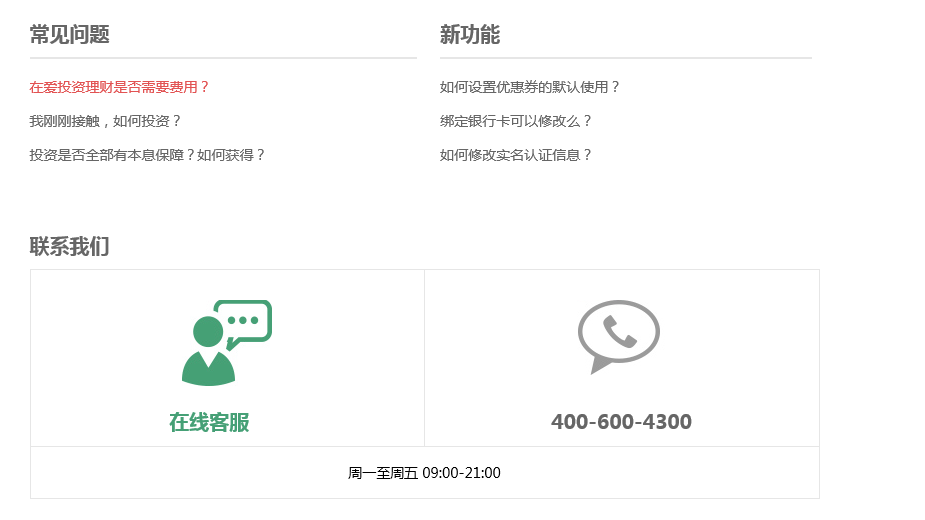 常见问题
在爱投资理财是否需要费用？
我刚刚接触，如何投资？
投资是否全部有本息保障？如何获得？
新功能
如何设置优惠券的默认使用？
绑定银行卡可以修改么？
如何修改实名认证信息？
联系我们
在线客服
400-600-4300
周一至周五 09:00-21:00